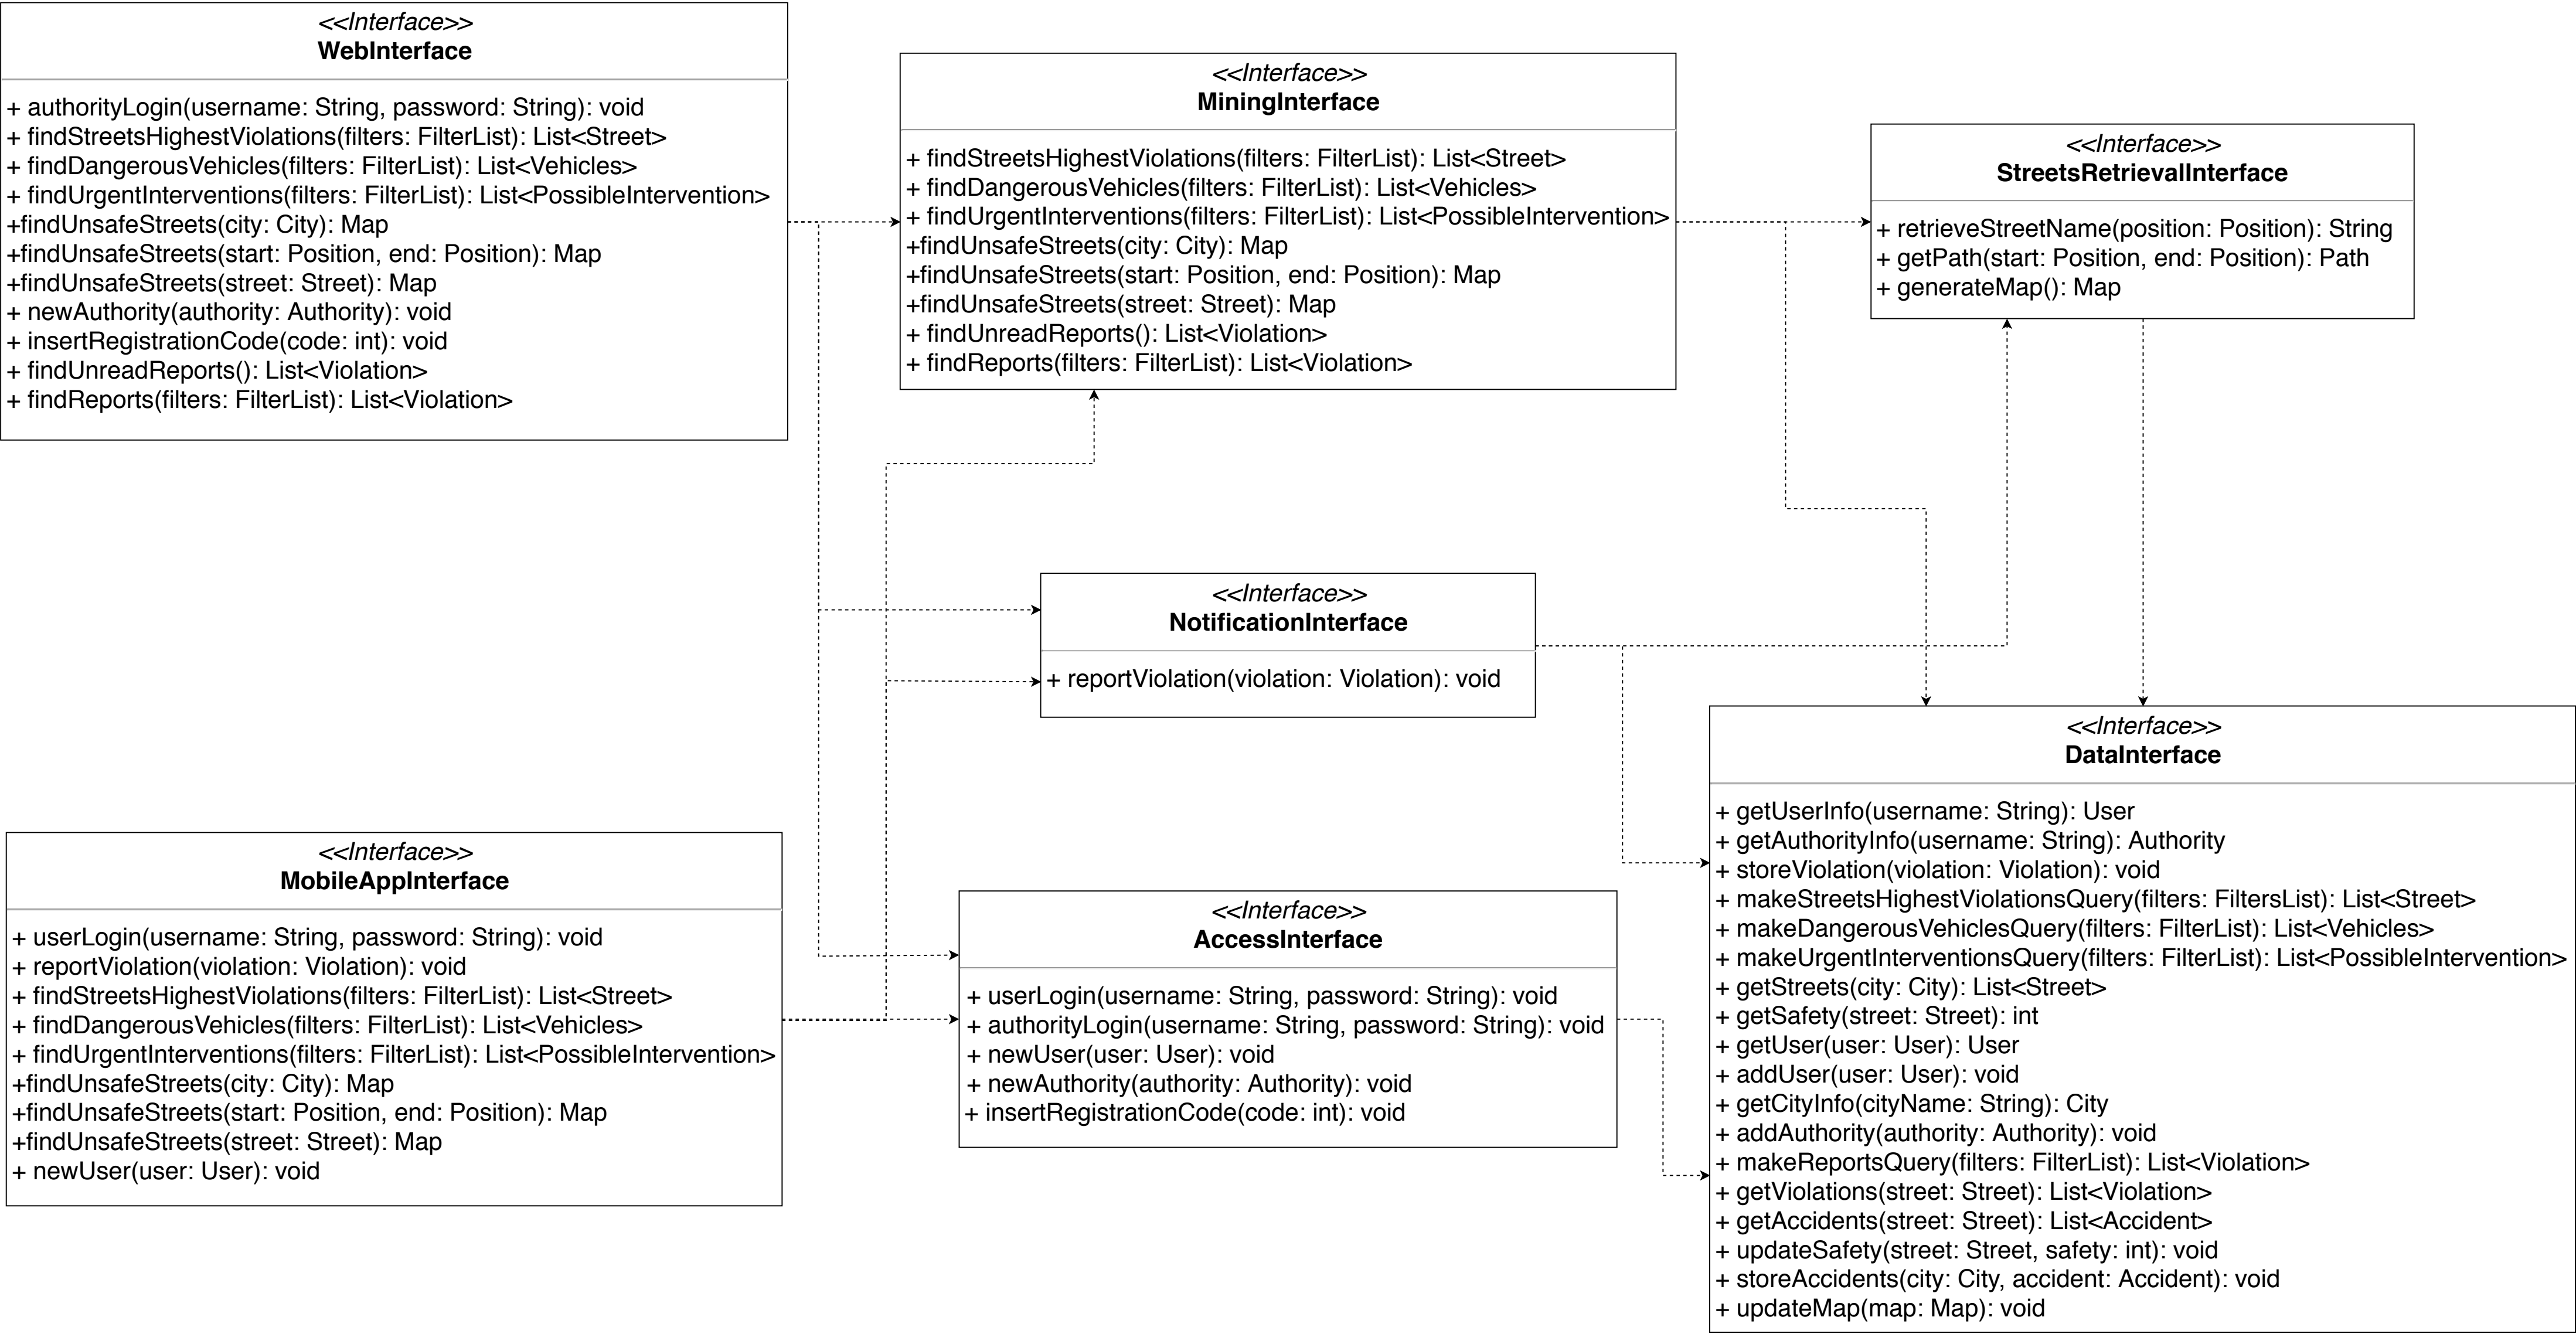 <<Interface>>
WebInterface
+ authorityLogin(username: String, password: String): void
+ findStreetsHighestViolations(filters: FilterList): List<Street>
+ findDangerousVehicles(filters: FilterList): List<Vehicles>
+ findUrgentInterventions(filters: FilterList): List<PossibleIntervention>
+findUnsafeStreets(city: City): Map
+findUnsafeStreets(start: Position, end: Position): Map
+findUnsafeStreets(street: Street): Map
+ newAuthority(authority: Authority): void
+ insertRegistrationCode(code: int): void
+ findUnreadReports(): List<Violation>
+ findReports(filters: FilterList): List<Violation>
<<Interface>>
MiningInterface
+ findStreetsHighestViolations(filters: FilterList): List<Street>
+ findDangerousVehicles(filters: FilterList): List<Vehicles>
+ findUrgentInterventions(filters: FilterList): List<PossibleIntervention>
+findUnsafeStreets(city: City): Map
+findUnsafeStreets(start: Position, end: Position): Map
+findUnsafeStreets(street: Street): Map
+ findUnreadReports(): List<Violation>
+ findReports(filters: FilterList): List<Violation>
<<Interface>>
StreetsRetrievalInterface
+ retrieveStreetName(position: Position): String
+ getPath(start: Position, end: Position): Path
+ generateMap(): Map
<<Interface>>
NotificationInterface
+ reportViolation(violation: Violation): void
<<Interface>>
MobileAppInterface
+ userLogin(username: String, password: String): void
+ reportViolation(violation: Violation): void
+ findStreetsHighestViolations(filters: FilterList): List<Street>
+ findDangerousVehicles(filters: FilterList): List<Vehicles>
+ findUrgentInterventions(filters: FilterList): List<PossibleIntervention>
+findUnsafeStreets(city: City): Map
+findUnsafeStreets(start: Position, end: Position): Map
+findUnsafeStreets(street: Street): Map
+ newUser(user: User): void
<<Interface>>
AccessInterface
+ userLogin(username: String, password: String): void
+ authorityLogin(username: String, password: String): void
+ newUser(user: User): void
+ newAuthority(authority: Authority): void
+ insertRegistrationCode(code: int): void
<<Interface>>
DataInterface
+ getUserInfo(username: String): User
+ getAuthorityInfo(username: String): Authority
+ storeViolation(violation: Violation): void
+ makeStreetsHighestViolationsQuery(filters: FiltersList): List<Street>
+ makeDangerousVehiclesQuery(filters: FilterList): List<Vehicles>
+ makeUrgentInterventionsQuery(filters: FilterList): List<PossibleIntervention>
+ getStreets(city: City): List<Street>
+ getSafety(street: Street): int
+ getUser(user: User): User
+ addUser(user: User): void
+ getCityInfo(cityName: String): City
+ addAuthority(authority: Authority): void
+ makeReportsQuery(filters: FilterList): List<Violation>
+ getViolations(street: Street): List<Violation>
+ getAccidents(street: Street): List<Accident>
+ updateSafety(street: Street, safety: int): void
+ storeAccidents(city: City, accident: Accident): void
+ updateMap(map: Map): void